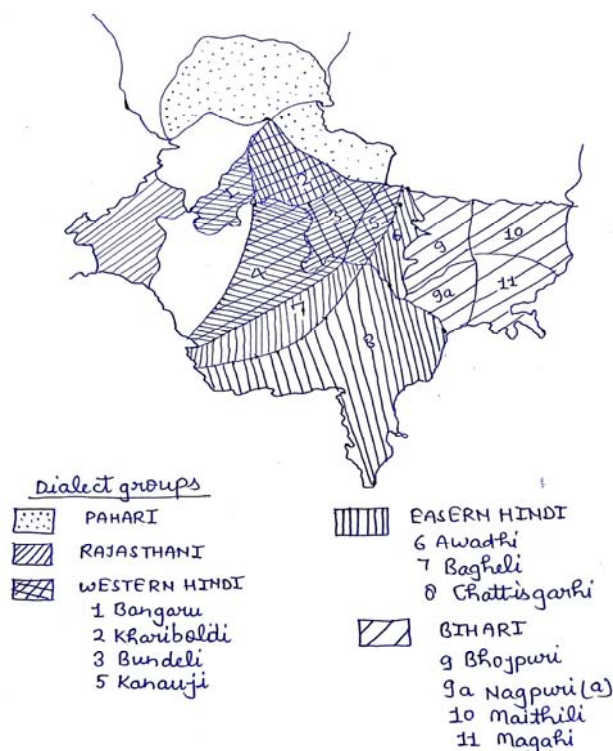 1
2
3
5
6
9
10
4
7
8
9a
11
Dialect groups
PAHARI
RAJASTHANI
WESTERN HINDI
1 Bangaru
2 Khariboldi
3 Bundeli
5 Kanauji
EASERN HINDI
6 Awadhi
7 Bagheli
8 Chattisgarhi
BIHARI
9 Bhojpuri
9a Nagpuri (a)
10 Maithili
11 Magahi